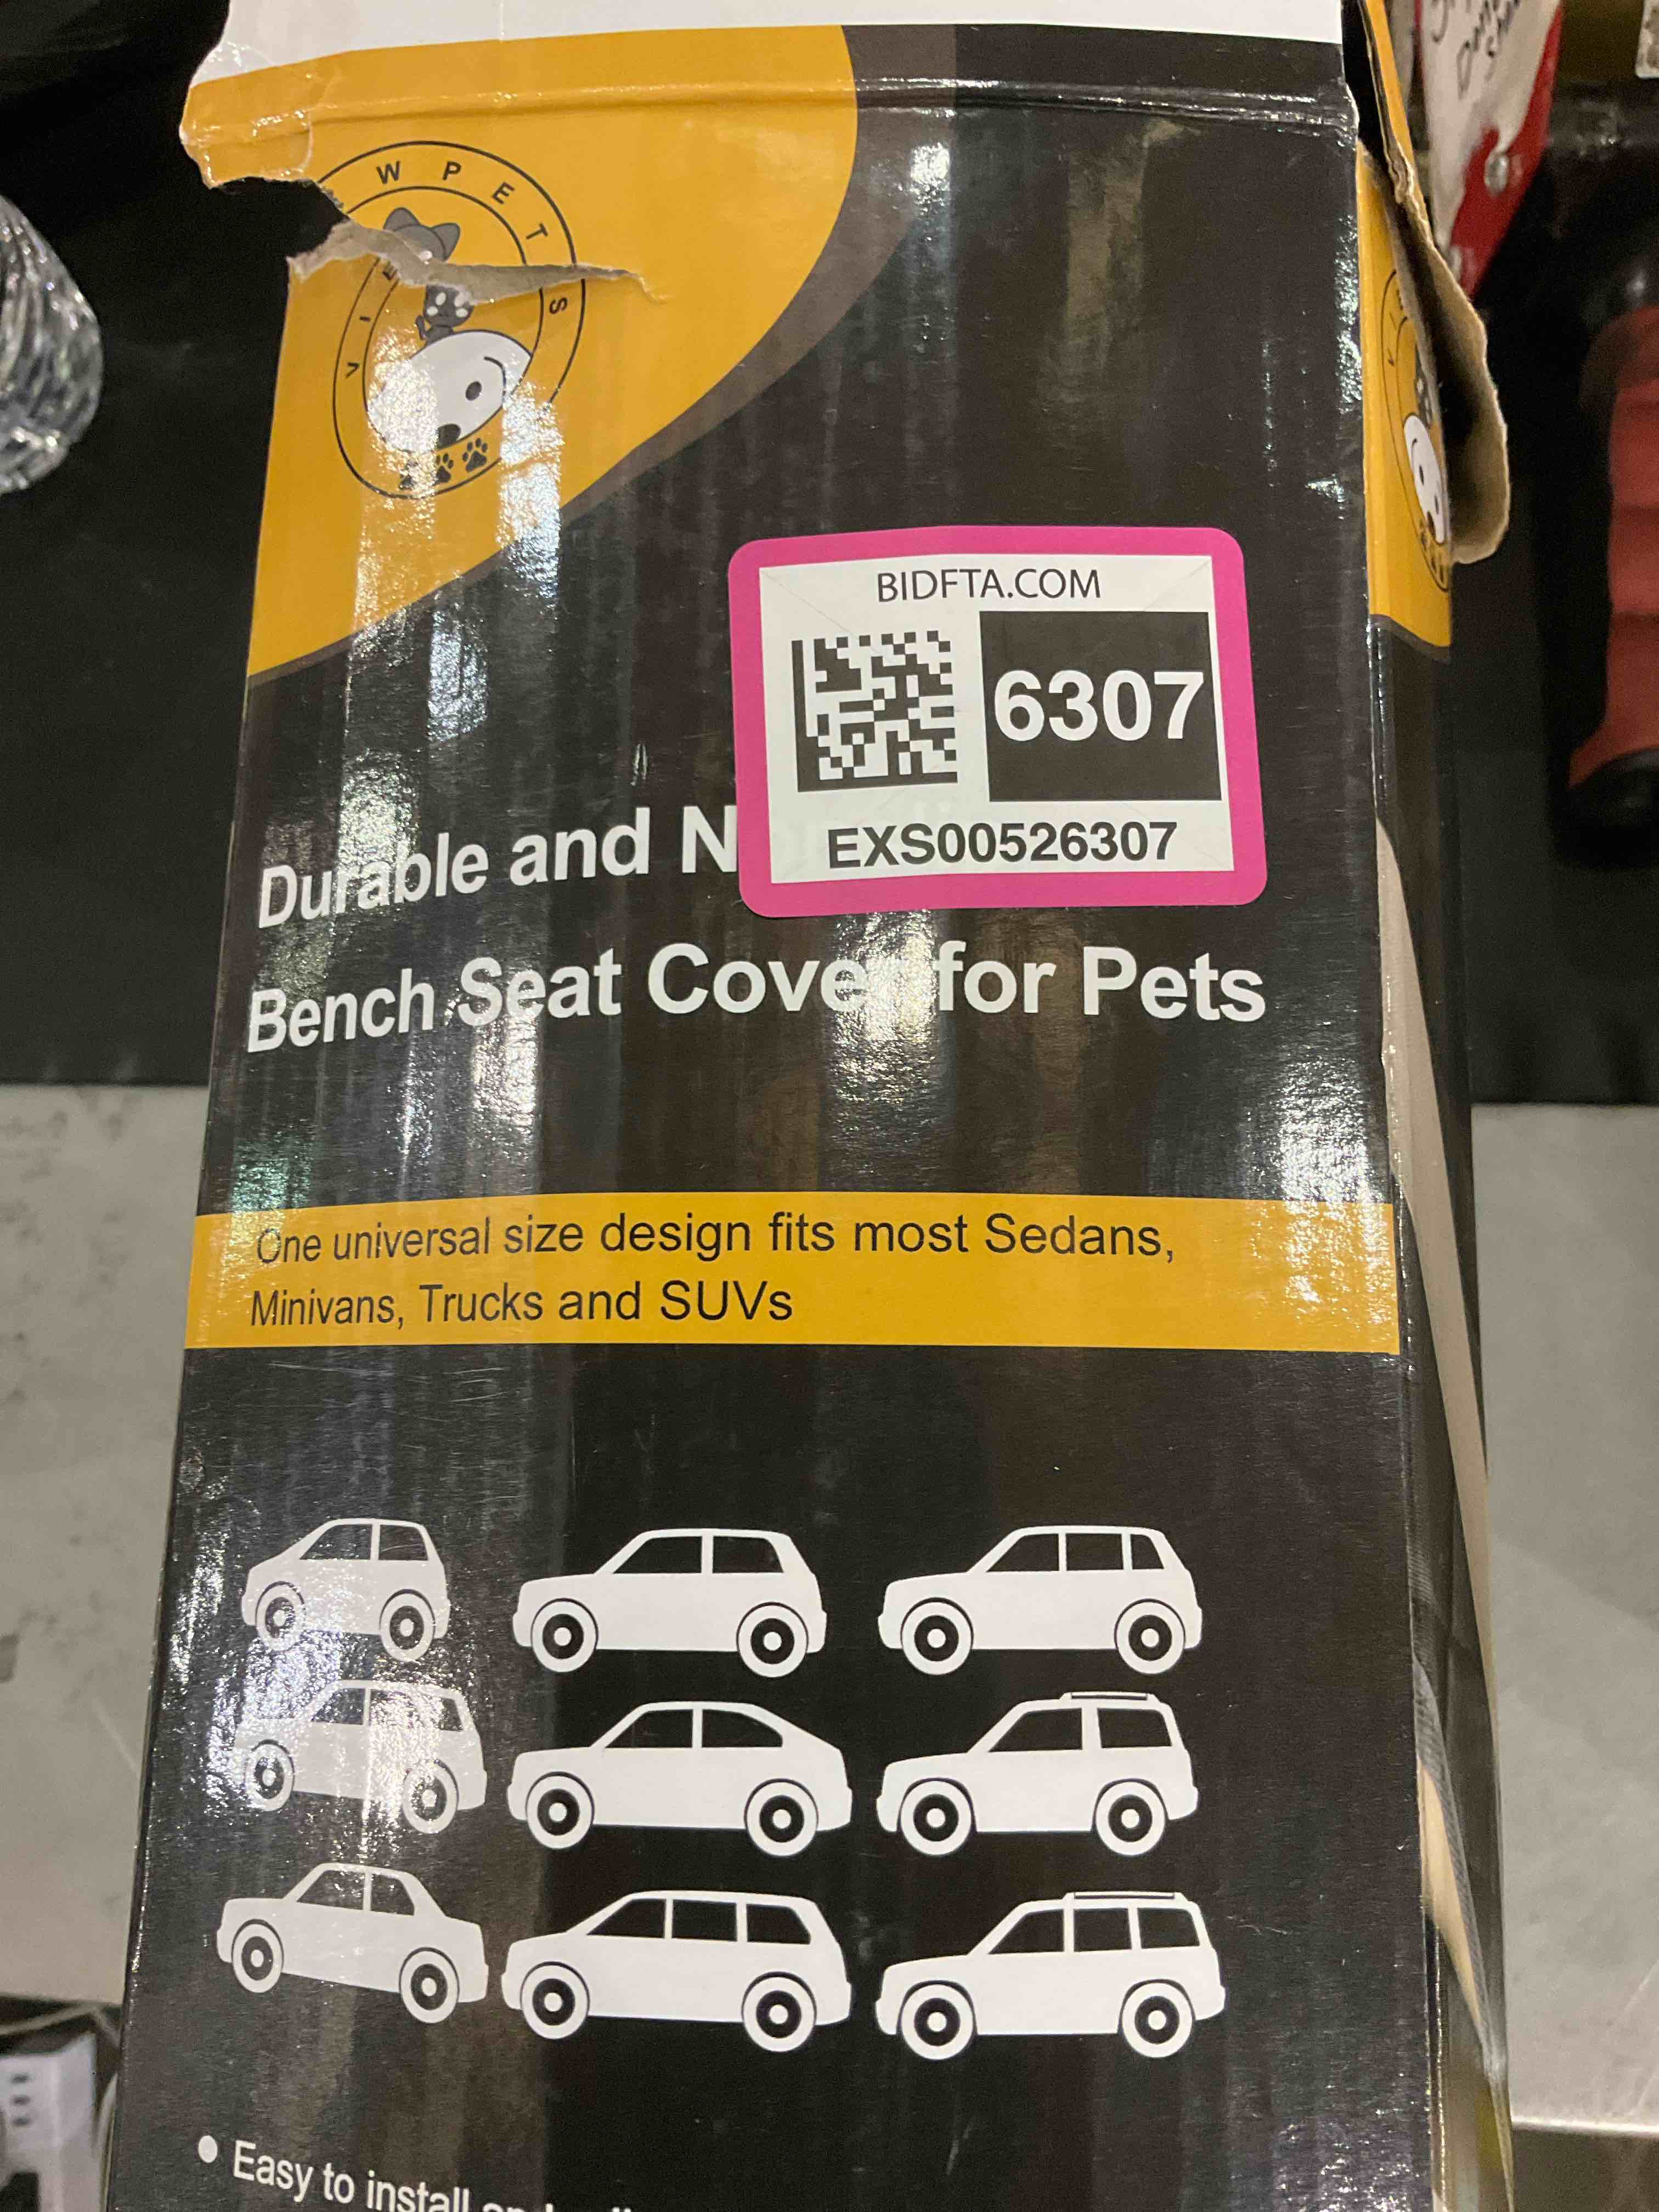 VIEWPETS
BIDFTA.COM
6307
EXS00526307
Durable and N
Bench Seat Cover for Pets
One universal size design fits most Sedans,
Minivans, Trucks and SUVs
• Easy to install